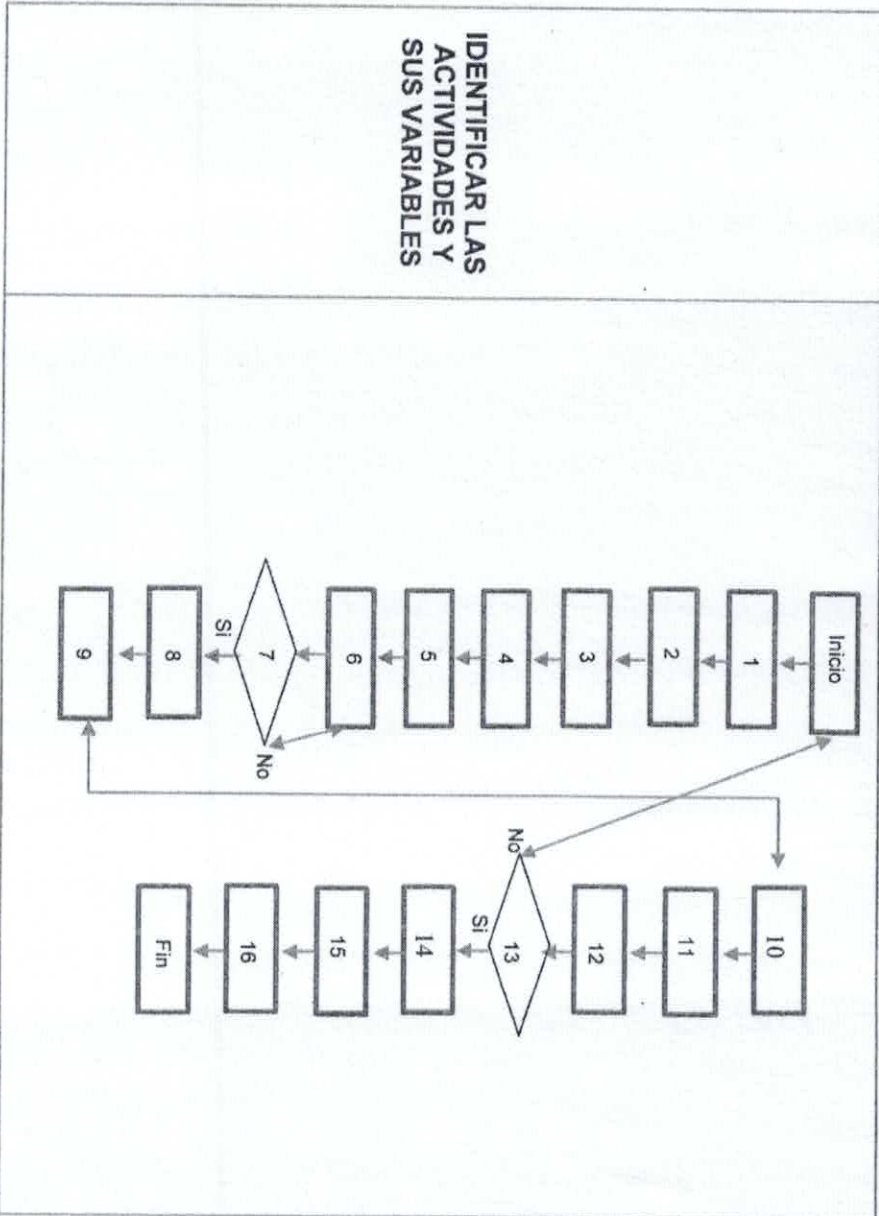 IDENTIFICAR LAS
ACTIVIDADES Y
SUS VARIABLES
Inicio
1
2
3
4
5
6
7
No
Si
8
9
10
11
12
13
No
Si
14
15
16
Fin